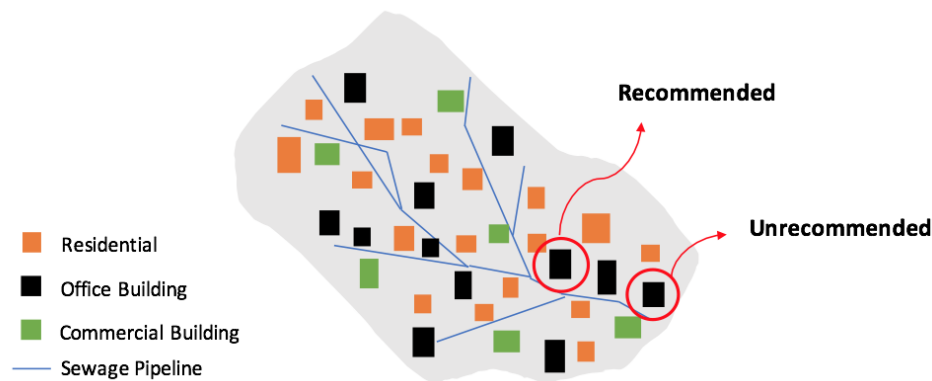 Recommended
Unrecommended
Residential
Office Building
Commercial Building
Sewage Pipeline